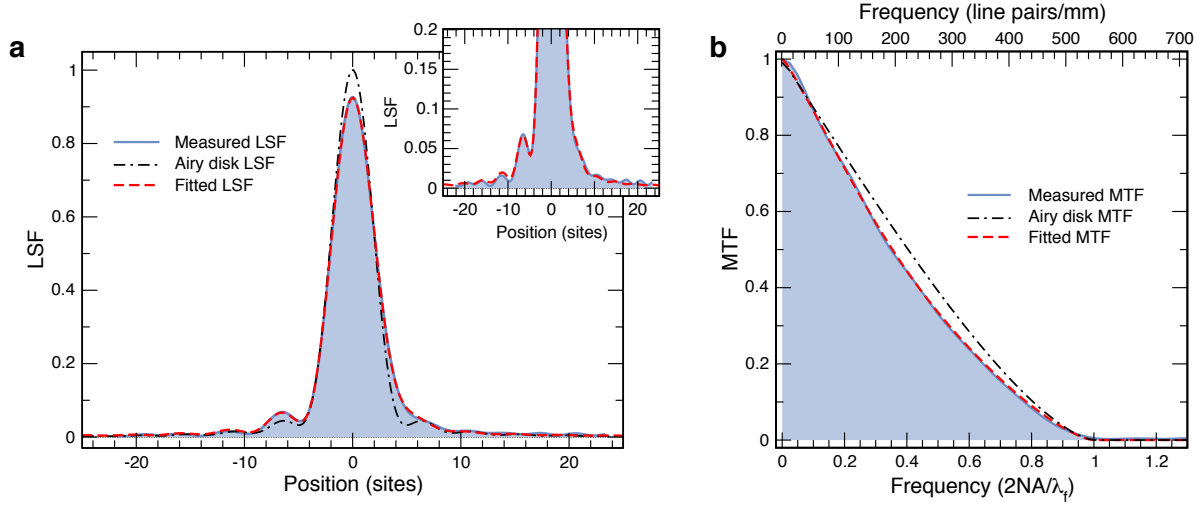 a
LSF
1
0.8
0.6
0.4
0.2
0
-20 -10 0 10 20
Position (sites)
Measured LSF
Airy disk LSF
Fitted LSF
LSF
0.2
0.15
0.1
0.05
0
-20 -10 0 10 20
Position (sites)
b
Frequency (line pairs/mm)
0 100 200 300 400 500 600 700
MTF
1
0.8
0.6
0.4
0.2
0
Measured MTF
Airy disk MTF
Fitted MTF
0 0.2 0.4 0.6 0.8 1 1.2
Frequency (2NA/λf)